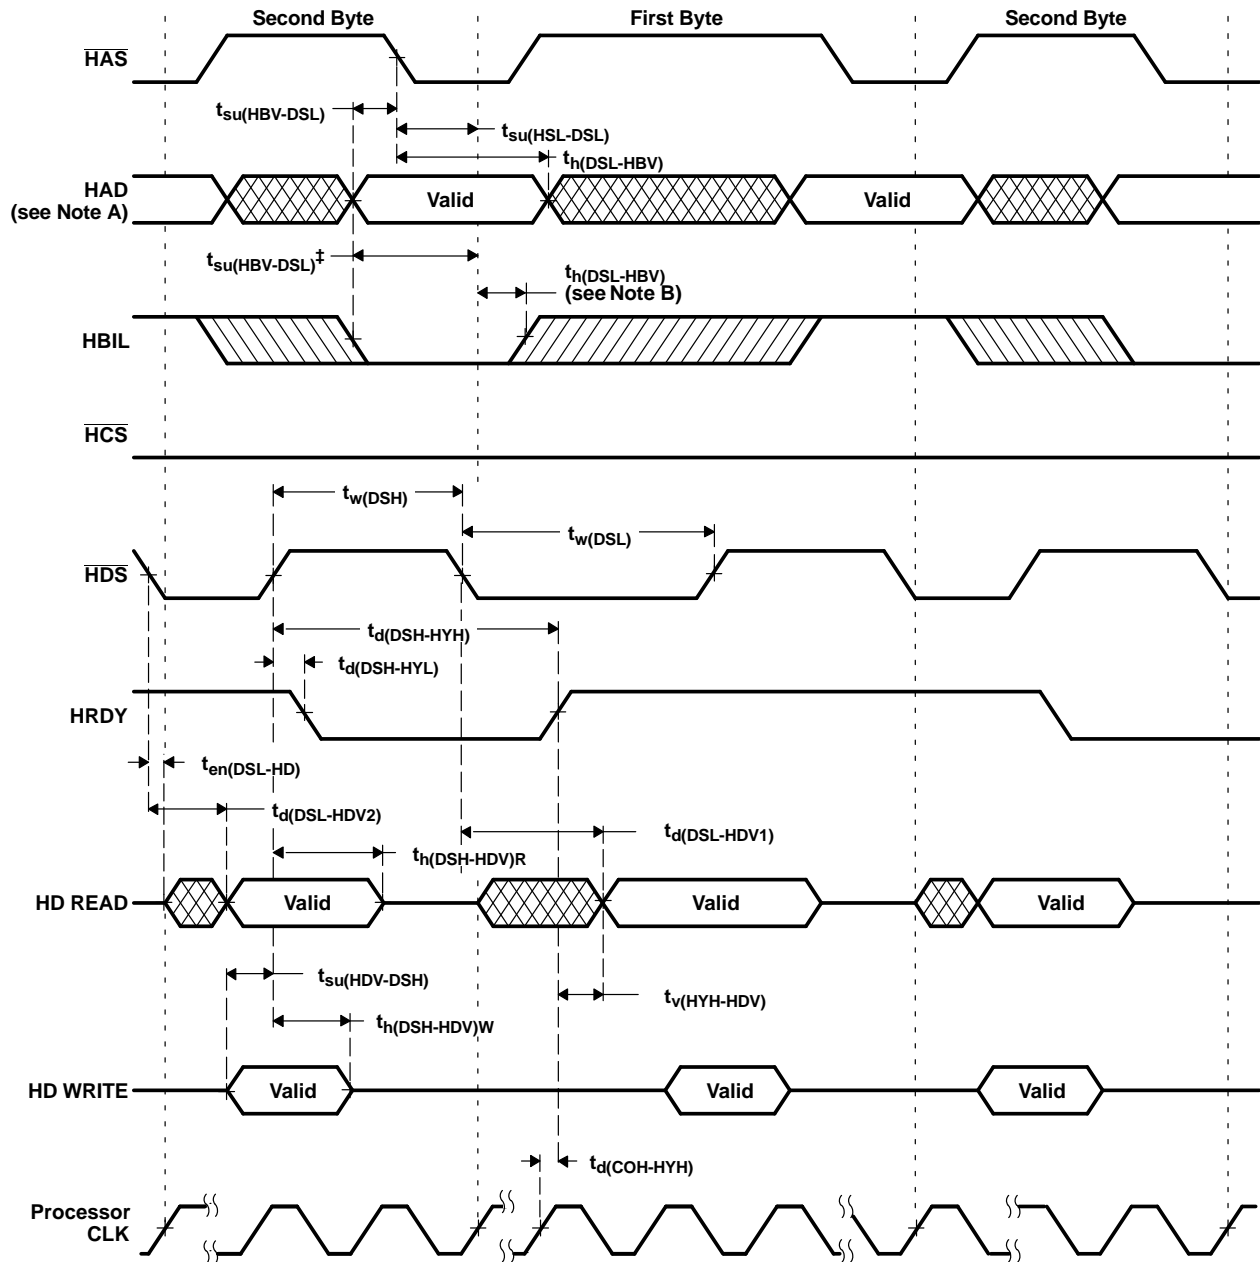 Second Byte First Byte Second Byte
HAS
tsu(HBV-DSL)
tsu(HSL-DSL)
th(DSL-HBV)
HAD
(see Note A)
Valid Valid
tsu(HBV-DSL)‡
th(DSL-HBV)
(see Note B)
HBIL
HCS
tw(DSH)
tw(DSL)
HDS
td(DSH-HYH)
td(DSH-HYL)
HRDY
ten(DSL-HD)
td(DSL-HDV2)
td(DSL-HDV1)
th(DSH-HDV)R
HD READ Valid Valid Valid
tsu(HDV-DSH)
tv(HYH-HDV)
th(DSH-HDV)W
HD WRITE Valid Valid Valid
td(COH-HYH)
Processor
CLK